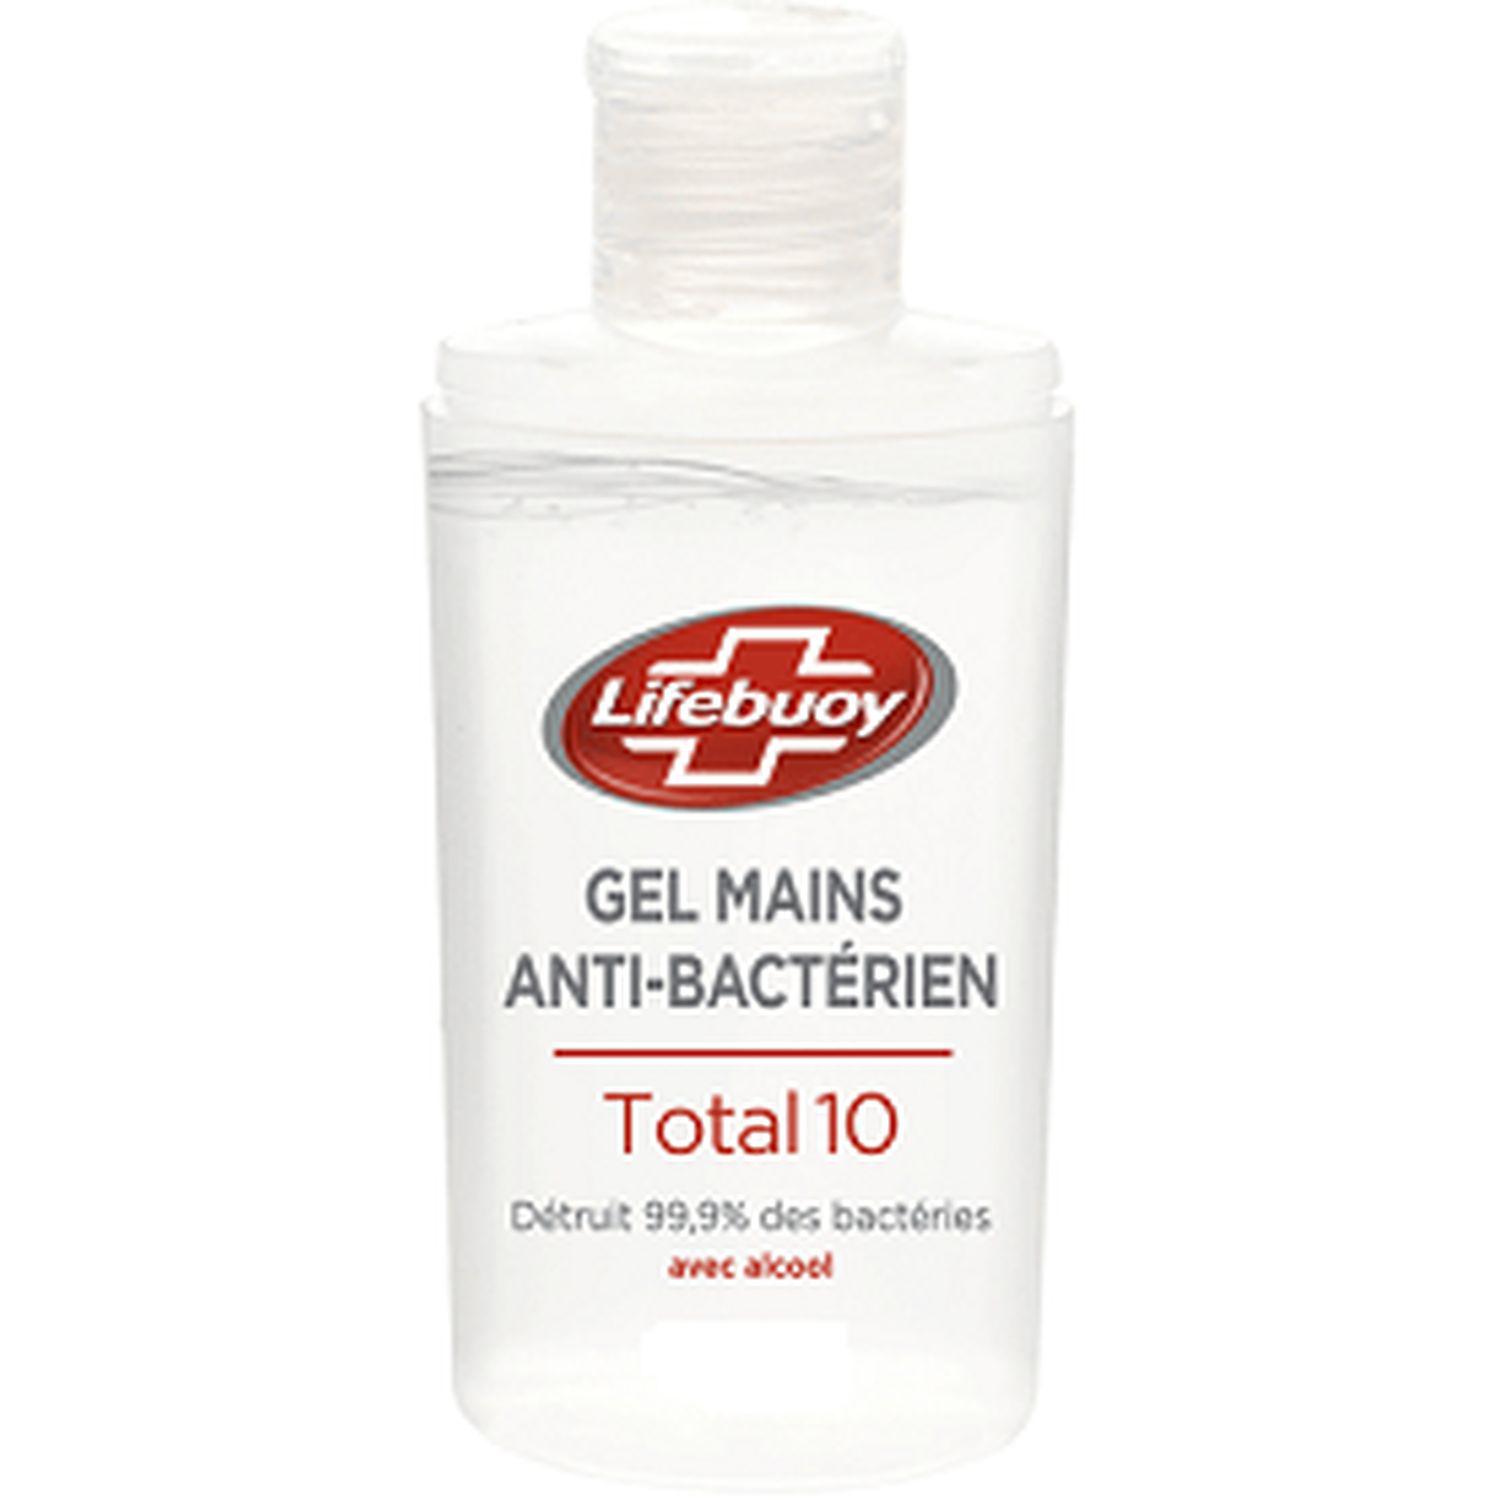 Lifebuoy
GEL MAINS
ANTI-BACTÉRIEN
Total 10
Détruit 99,9% des bactéries
avec alcool